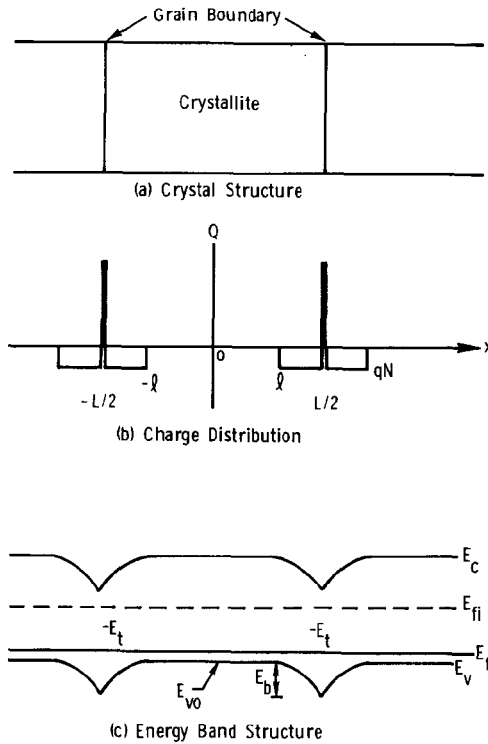 Grain Boundary
Crystallite
(a) Crystal Structure
Q
x
o
-ℓ
ℓ
qN
-L/2
L/2
(b) Charge Distribution
E_c
E_fi
-E_t
-E_t
E_f
E_v
E_vo
E_b
(c) Energy Band Structure